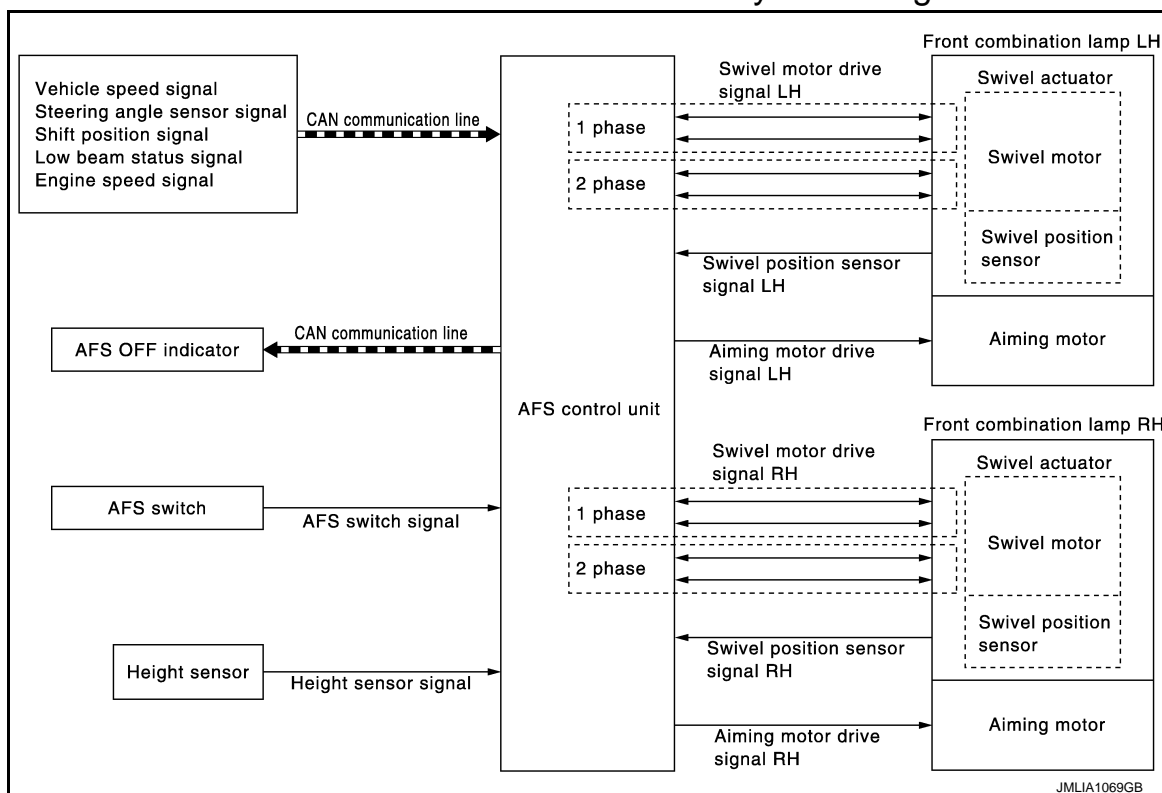 Vehicle speed signal
Steering angle sensor signal
Shift position signal
Low beam status signal
Engine speed signal
CAN communication line
AFS OFF indicator
CAN communication line
AFS switch
AFS switch signal
Height sensor
Height sensor signal
AFS control unit
1 phase
2 phase
Swivel motor drive
signal LH
Swivel position sensor
signal LH
Aiming motor drive
signal LH
Front combination lamp LH
Swivel actuator
Swivel motor
Swivel position
sensor
Aiming motor
1 phase
2 phase
Swivel motor drive
signal RH
Swivel position sensor
signal RH
Aiming motor drive
signal RH
Front combination lamp RH
Swivel actuator
Swivel motor
Swivel position
sensor
Aiming motor
JMLIA1069GB